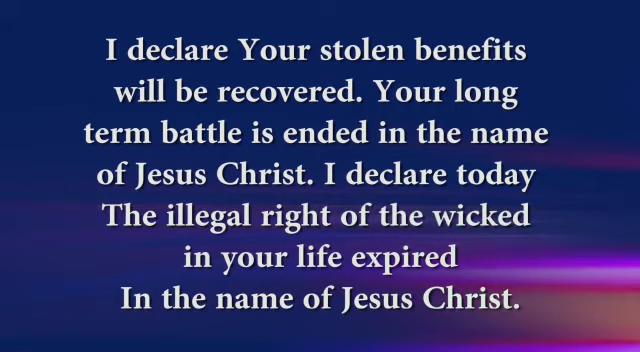 I declare Your stolen benefits
will be recovered. Your long
term battle is ended in the name
of Jesus Christ. I declare today
The illegal right of the wicked
in your life expired
In the name of Jesus Christ.